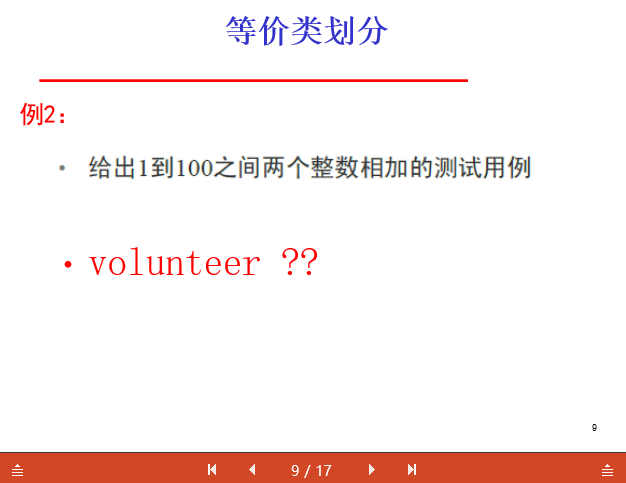 等价类划分
例2：
• 给出1到100之间两个整数相加的测试用例
• volunteer ??
9
9 / 17